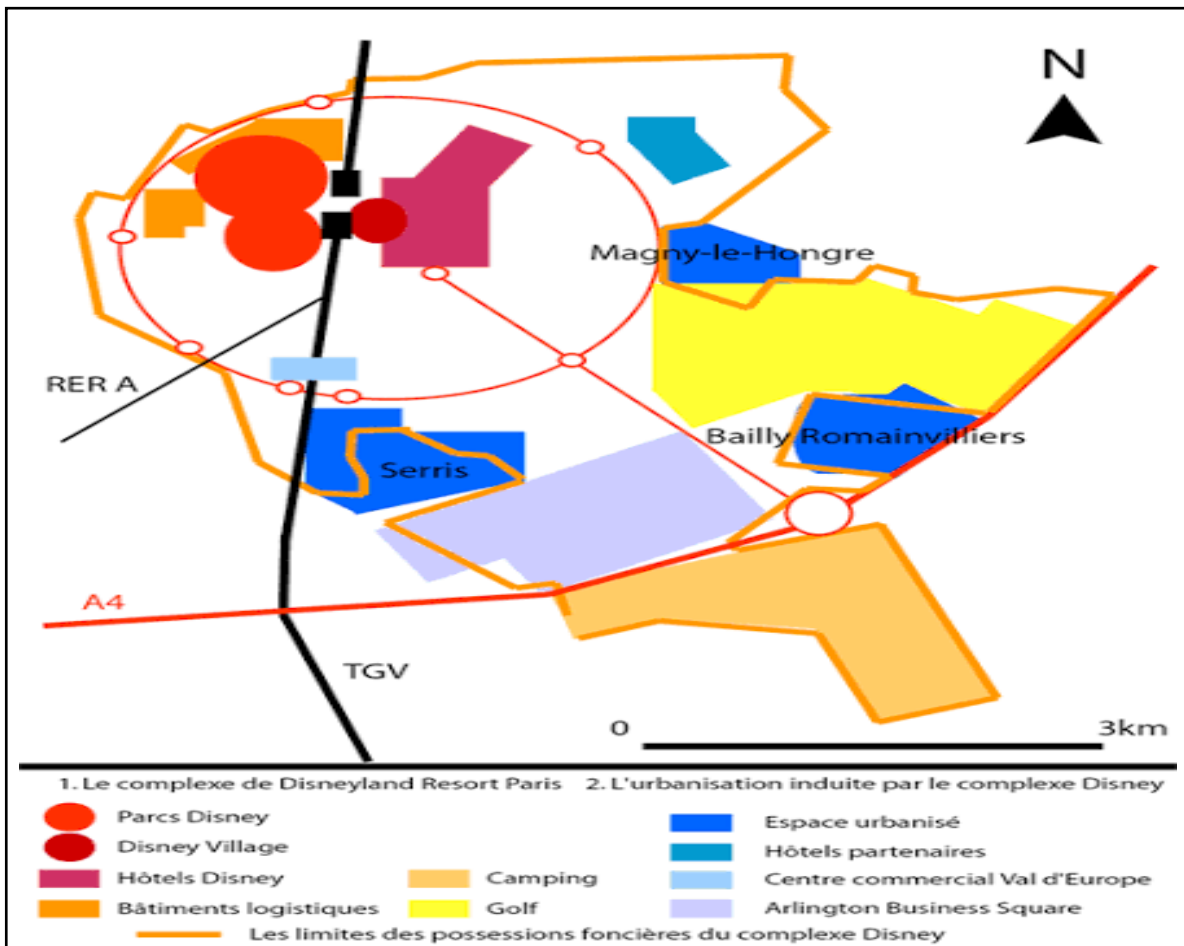 N
Magny-le-Hongre
RER A
Bailly Romainvilliers
Serris
A4
TGV
0 3km
1. Le complexe de Disneyland Resort Paris 2. L'urbanisation induite par le complexe Disney
Parcs Disney Espace urbanisé
Disney Village Hôtels partenaires
Hôtels Disney Camping Centre commercial Val d'Europe
Bâtiments logistiques Golf Arlington Business Square
Les limites des possessions foncières du complexe Disney